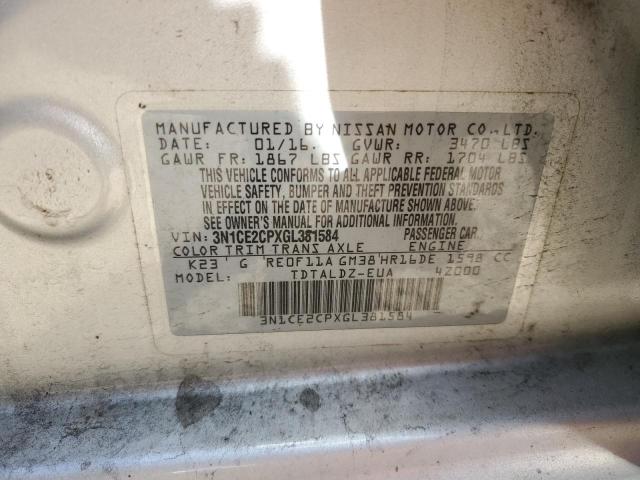 MANUFACTURED BY NISSAN MOTOR CO., LTD.
DATE: 01/16. GVWR: 3470 LBS
GAWR FR: 1867 LBS GAWR RR: 1704 LBS
THIS VEHICLE CONFORMS TO ALL APPLICABLE FEDERAL MOTOR
VEHICLE SAFETY, BUMPER AND THEFT PREVENTION STANDARDS
IN EFFECT ON THE DATE OF MANUFACTURE SHOWN ABOVE.
SEE OWNER'S MANUAL FOR ADDITIONAL INFORMATION
VIN: 3N1CE2CPXGL381584 PASSENGER CAR
COLOR TRIM TRANS AXLE ENGINE
K23 G RE0F11A GM38 HR16DE 1598 CC
MODEL: TDTALDZ-EUA 4Z000
3N1CE2CPXGL381584